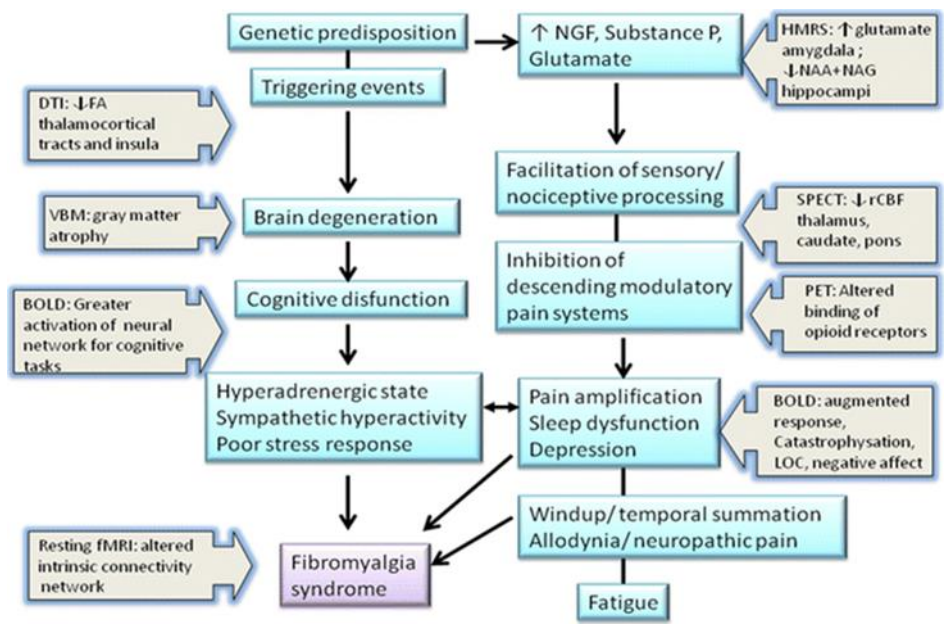 Genetic predisposition
↑ NGF, Substance P,
Glutamate
HMRS: ↑ glutamate
amygdala ;
↓NAA+NAG
hippocampi
Triggering events
DTI: ↓FA
thalamocortical
tracts and insula
Facilitation of sensory/
nociceptive processing
VBM: gray matter
atrophy
Brain degeneration
SPECT: ↓ rCBF
thalamus,
caudate, pons
Inhibition of
descending modulatory
pain systems
Cognitive disfunction
BOLD: Greater
activation of neural
network for cognitive
tasks
PET: Altered
binding of
opioid receptors
Hyperadrenergic state
Sympathetic hyperactivity
Poor stress response
Pain amplification
Sleep dysfunction
Depression
BOLD: augmented
response,
Catastrophysation,
LOC, negative affect
Windup/ temporal summation
Allodynia/ neuropathic pain
Resting fMRI: altered
intrinsic connectivity
network
Fibromyalgia
syndrome
Fatigue